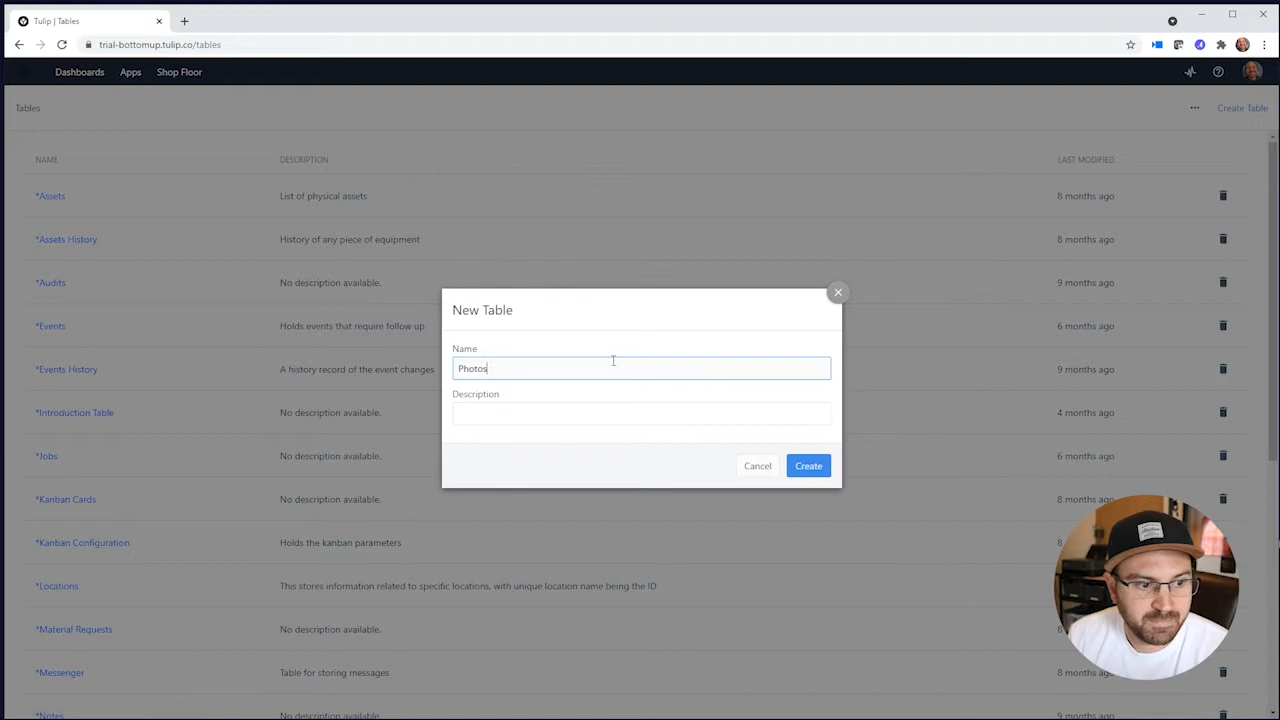 Tulip | Tables
trial-bottomup.tulip.co/tables
Dashboards Apps Shop Floor
Tables
Create Table
NAME DESCRIPTION LAST MODIFIED
*Assets List of physical assets 8 months ago
*Assets History History of any piece of equipment 8 months ago
*Audits No description available. 9 months ago
*Events Holds events that require follow up 6 months ago
*Events History A history record of the event changes 9 months ago
*Introduction Table No description available. 4 months ago
*Jobs No description available. 6 months ago
*Kanban Cards No description available. 8 months ago
*Kanban Configuration Holds the kanban parameters 8
*Locations This stores information related to specific locations, with unique location name being the ID
*Material Requests No description available. 8
*Messenger Table for storing messages 8 months ago
*Notes No description available. 9 months ago
New Table
Name
Photos
Description
Cancel Create